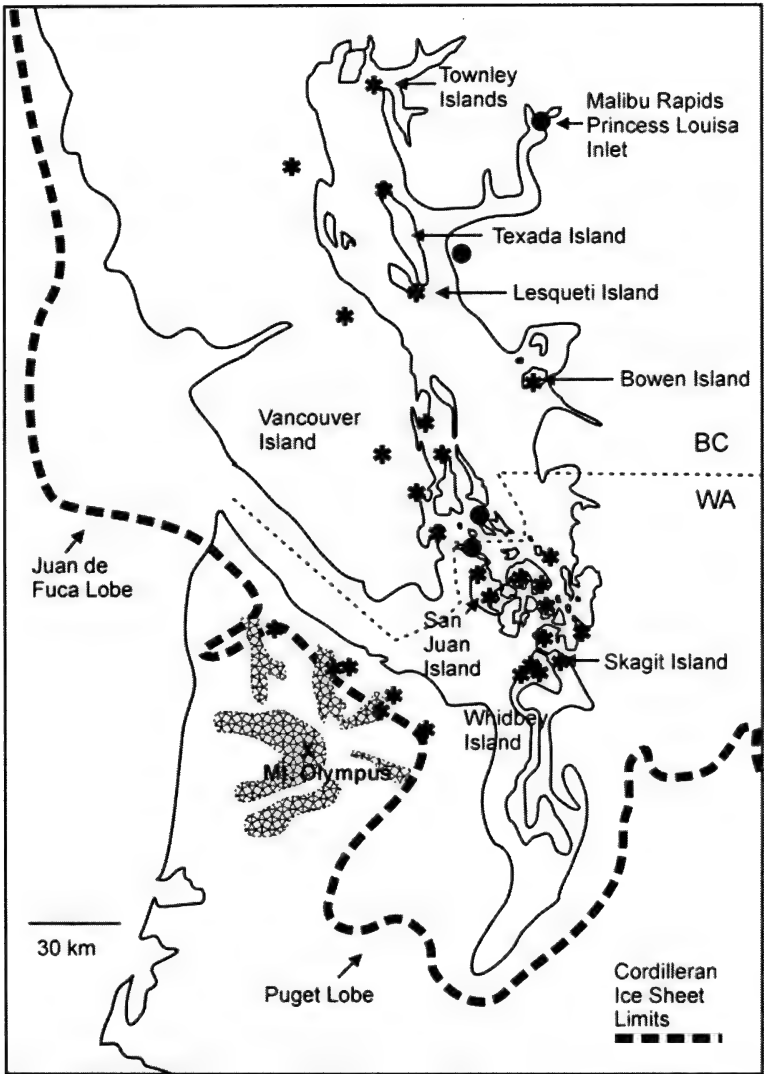 Townley
Islands
Malibu Rapids
Princess Louisa
Inlet
Texada Island
Lesqueti Island
Bowen Island
Vancouver
Island
BC
WA
Juan de
Fuca Lobe
San
Juan
Island
Skagit Island
Whidbey
Island
X
Mt. Olympus
30 km
Puget Lobe
Cordilleran
Ice Sheet
Limits